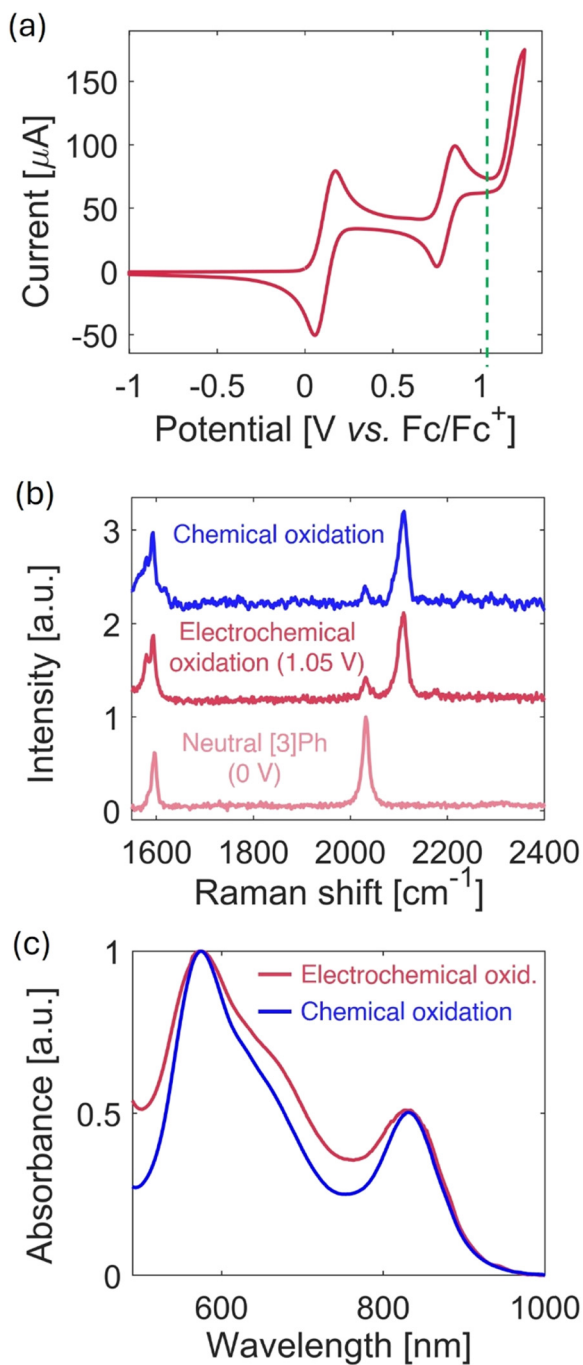 (a)
150
100
50
0
-50
Current [μA]
-1 -0.5 0 0.5 1
Potential [V vs. Fc/Fc+]
(b)
3
2
1
0
Intensity [a.u.]
Chemical oxidation
Electrochemical
oxidation (1.05 V)
Neutral [3]Ph
(0 V)
1600 1800 2000 2200 2400
Raman shift [cm-1]
(c)
1
0.5
0
Absorbance [a.u.]
Electrochemical oxid.
Chemical oxidation
600 800 1000
Wavelength [nm]